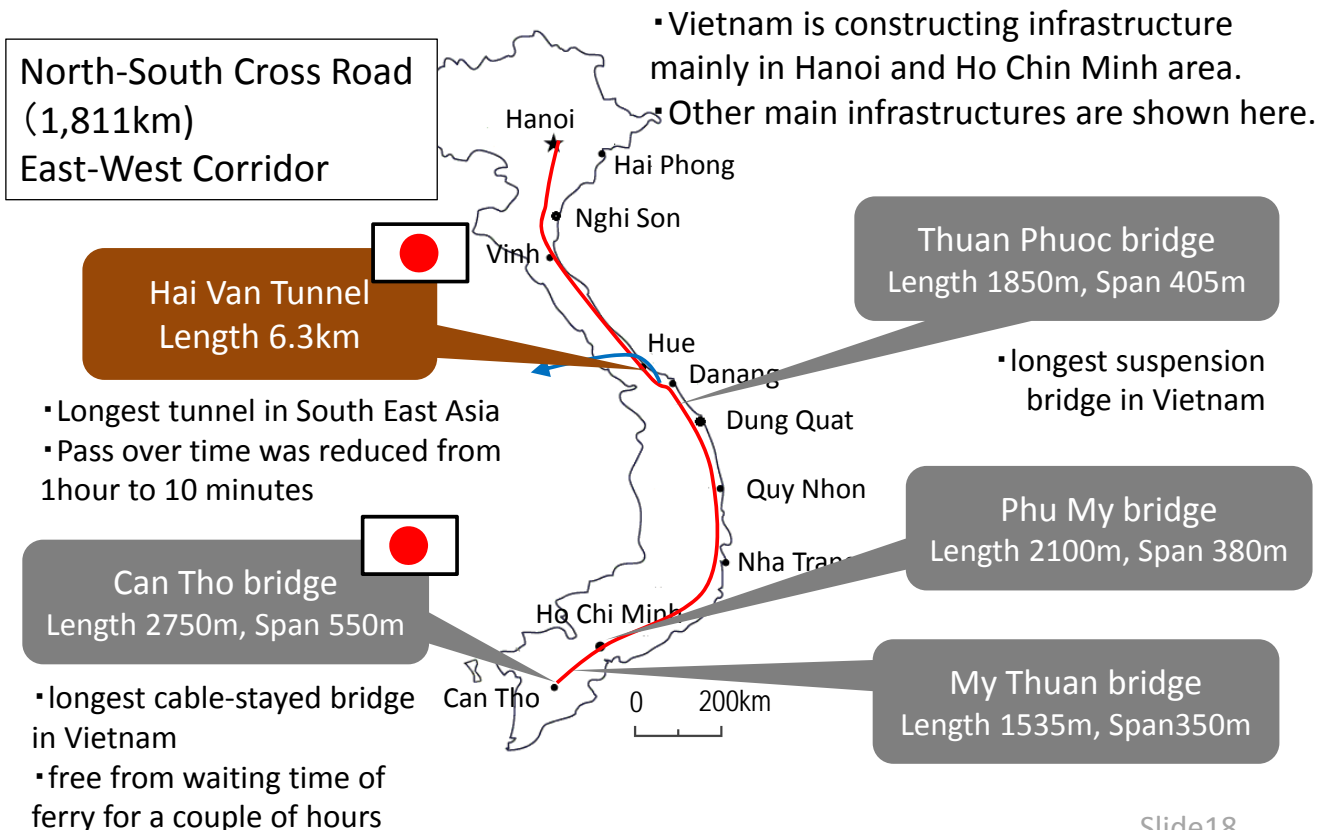 ・Vietnam is constructing infrastructure
mainly in Hanoi and Ho Chin Minh area.
・Other main infrastructures are shown here.
North-South Cross Road
（1,811km)
East-West Corridor
Hanoi
Hai Phong
Nghi Son
Vinh
Hue
Danang
Dung Quat
Quy Nhon
Nha Trang
Ho Chi Minh
Can Tho
0 200km
Hai Van Tunnel
Length 6.3km
・Longest tunnel in South East Asia
・Pass over time was reduced from
1hour to 10 minutes
Thuan Phuoc bridge
Length 1850m, Span 405m
・longest suspension
bridge in Vietnam
Phu My bridge
Length 2100m, Span 380m
Can Tho bridge
Length 2750m, Span 550m
・longest cable-stayed bridge
in Vietnam
・free from waiting time of
ferry for a couple of hours
My Thuan bridge
Length 1535m, Span350m
Slide18